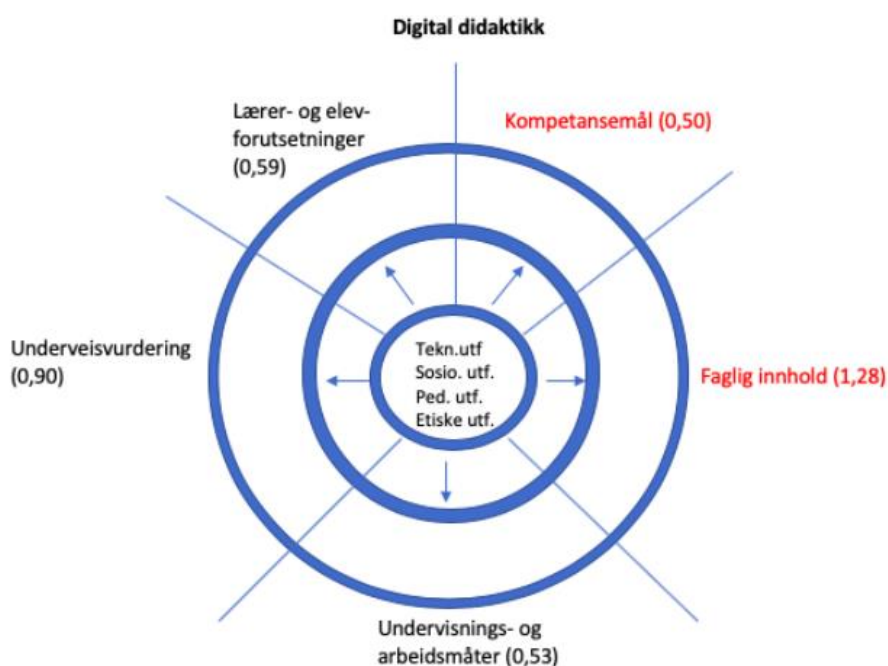 Digital didaktikk
Lærer- og elev-
forutsetninger
(0,59)
Kompetansemål (0,50)
Underveisvurdering
(0,90)
Tekn.utf
Sosio. utf.
Ped. utf.
Etiske utf.
Faglig innhold (1,28)
Undervisnings- og
arbeidsmåter (0,53)